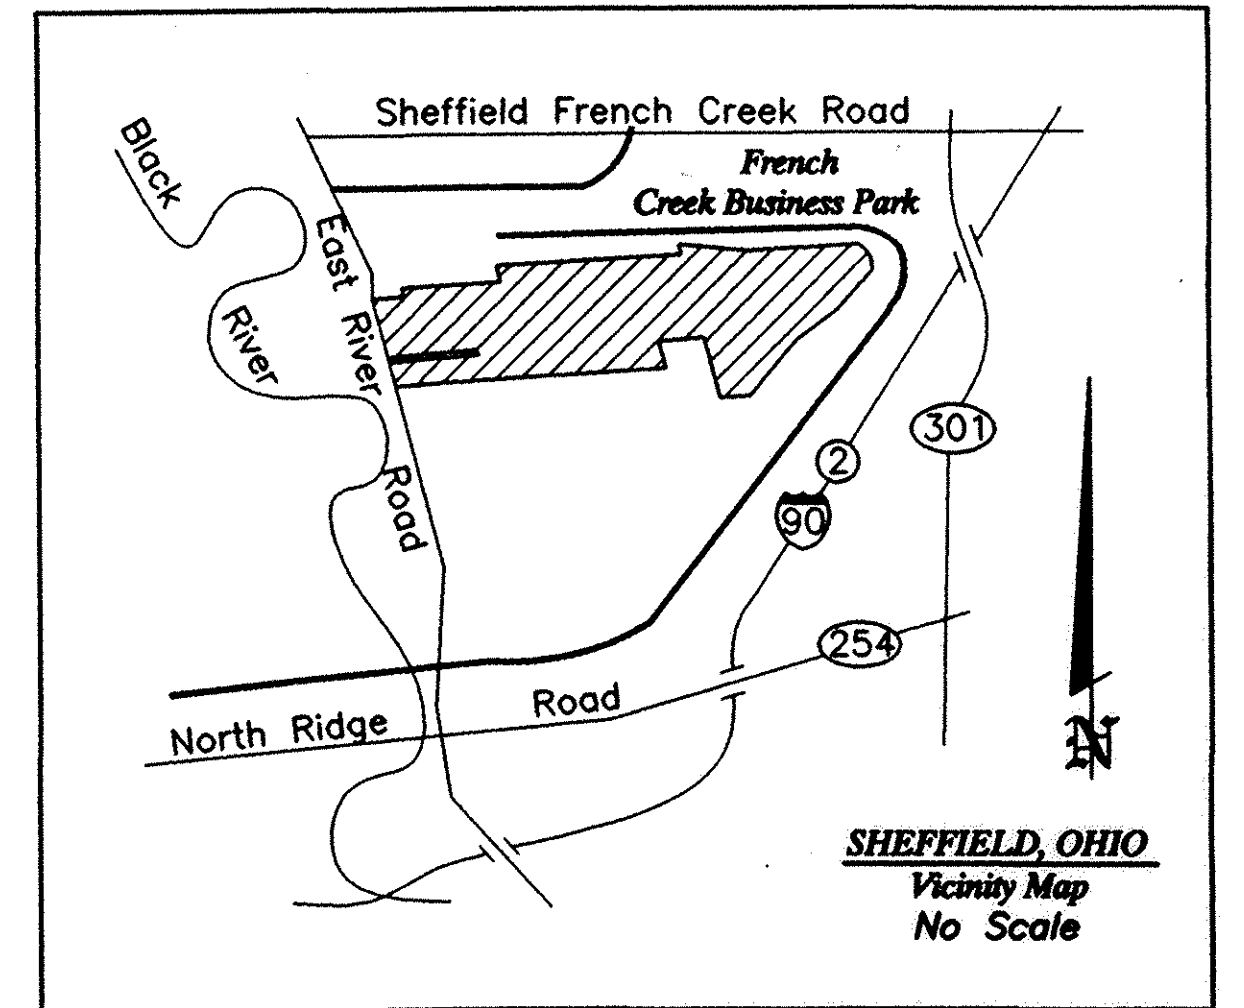 Sheffield French Creek Road
French
Creek Business Park
Black
River
East River Road
301
2
90
254
North Ridge Road
N
SHEFFIELD, OHIO
Vicinity Map
No Scale